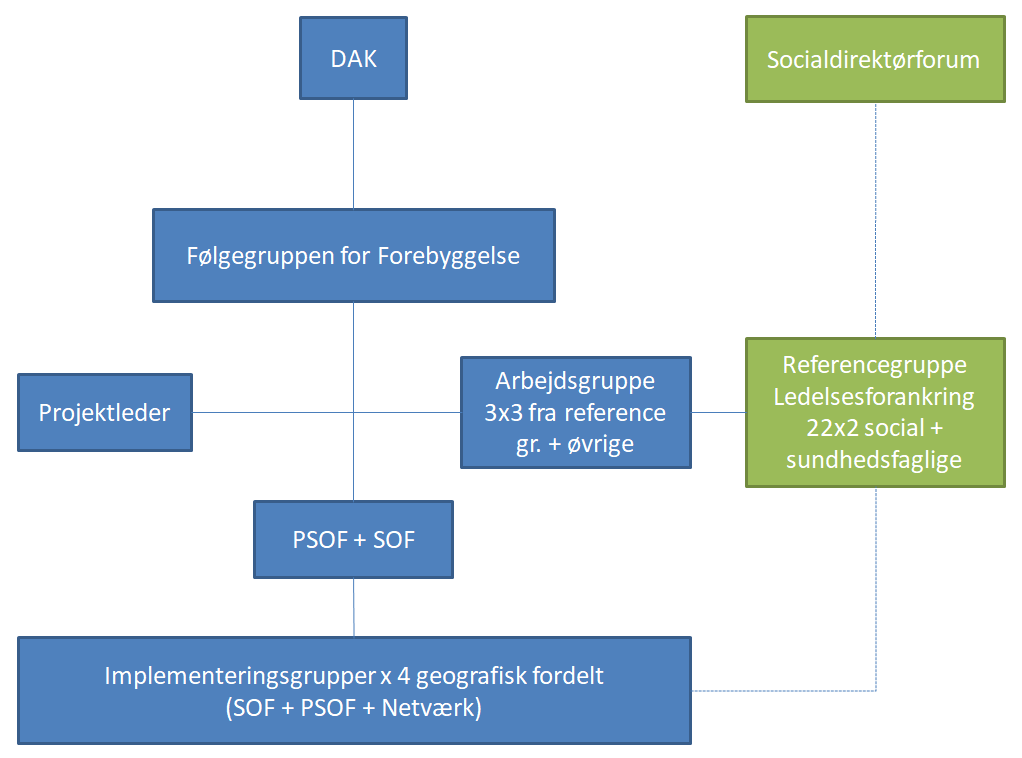 DAK
Socialdirektørforum
Følgegruppen for Forebyggelse
Projektleder
Arbejdsgruppe
3x3 fra reference
gr. + øvrige
Referencegruppe
Ledelsesforankring
22x2 social +
sundhedsfaglige
PSOF + SOF
Implementeringsgrupper x 4 geografisk fordelt
(SOF + PSOF + Netværk)